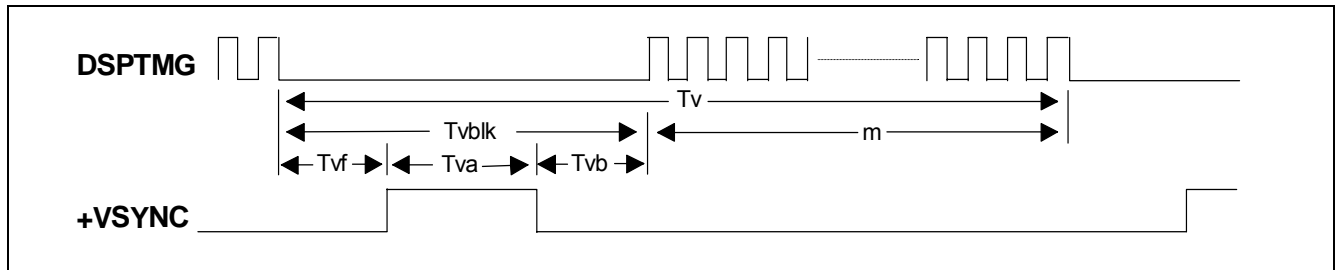 DSPTMG
Tv
Tvblk
m
Tvf
Tva
Tvb
+VSYNC